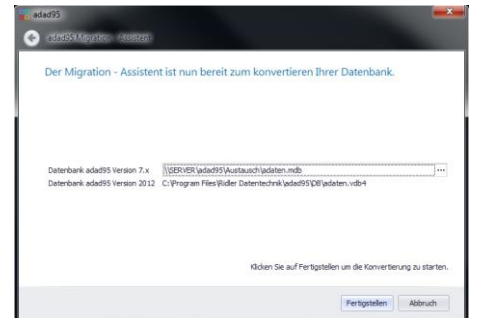 adad95
adad95 Migration - Assistent
Der Migration - Assistent ist nun bereit zum konvertieren Ihrer Datenbank.
Datenbank adad95 Version 7.x \\SERVER\adad95\Austausch\adaten.mdb ...
Datenbank adad95 Version 2012 C:\Program Files\Ridler Datentechnik\adad95\DB\adaten.vdb4
Klicken Sie auf Fertigstellen um die Konvertierung zu starten.
Fertigstellen Abbruch